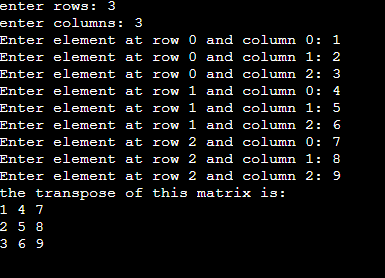 enter rows: 3
enter columns: 3
Enter element at row 0 and column 0: 1
Enter element at row 0 and column 1: 2
Enter element at row 0 and column 2: 3
Enter element at row 1 and column 0: 4
Enter element at row 1 and column 1: 5
Enter element at row 1 and column 2: 6
Enter element at row 2 and column 0: 7
Enter element at row 2 and column 1: 8
Enter element at row 2 and column 2: 9
the transpose of this matrix is:
1 4 7
2 5 8
3 6 9